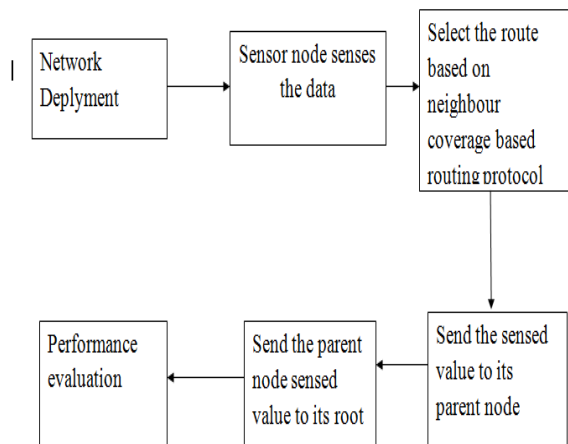 Network
Deplyment
Sensor node senses
the data
Select the route
based on
neighbour
coverage based
routing protocol
Send the sensed
value to its
parent node
Send the parent
node sensed
value to its root
Performance
evaluation